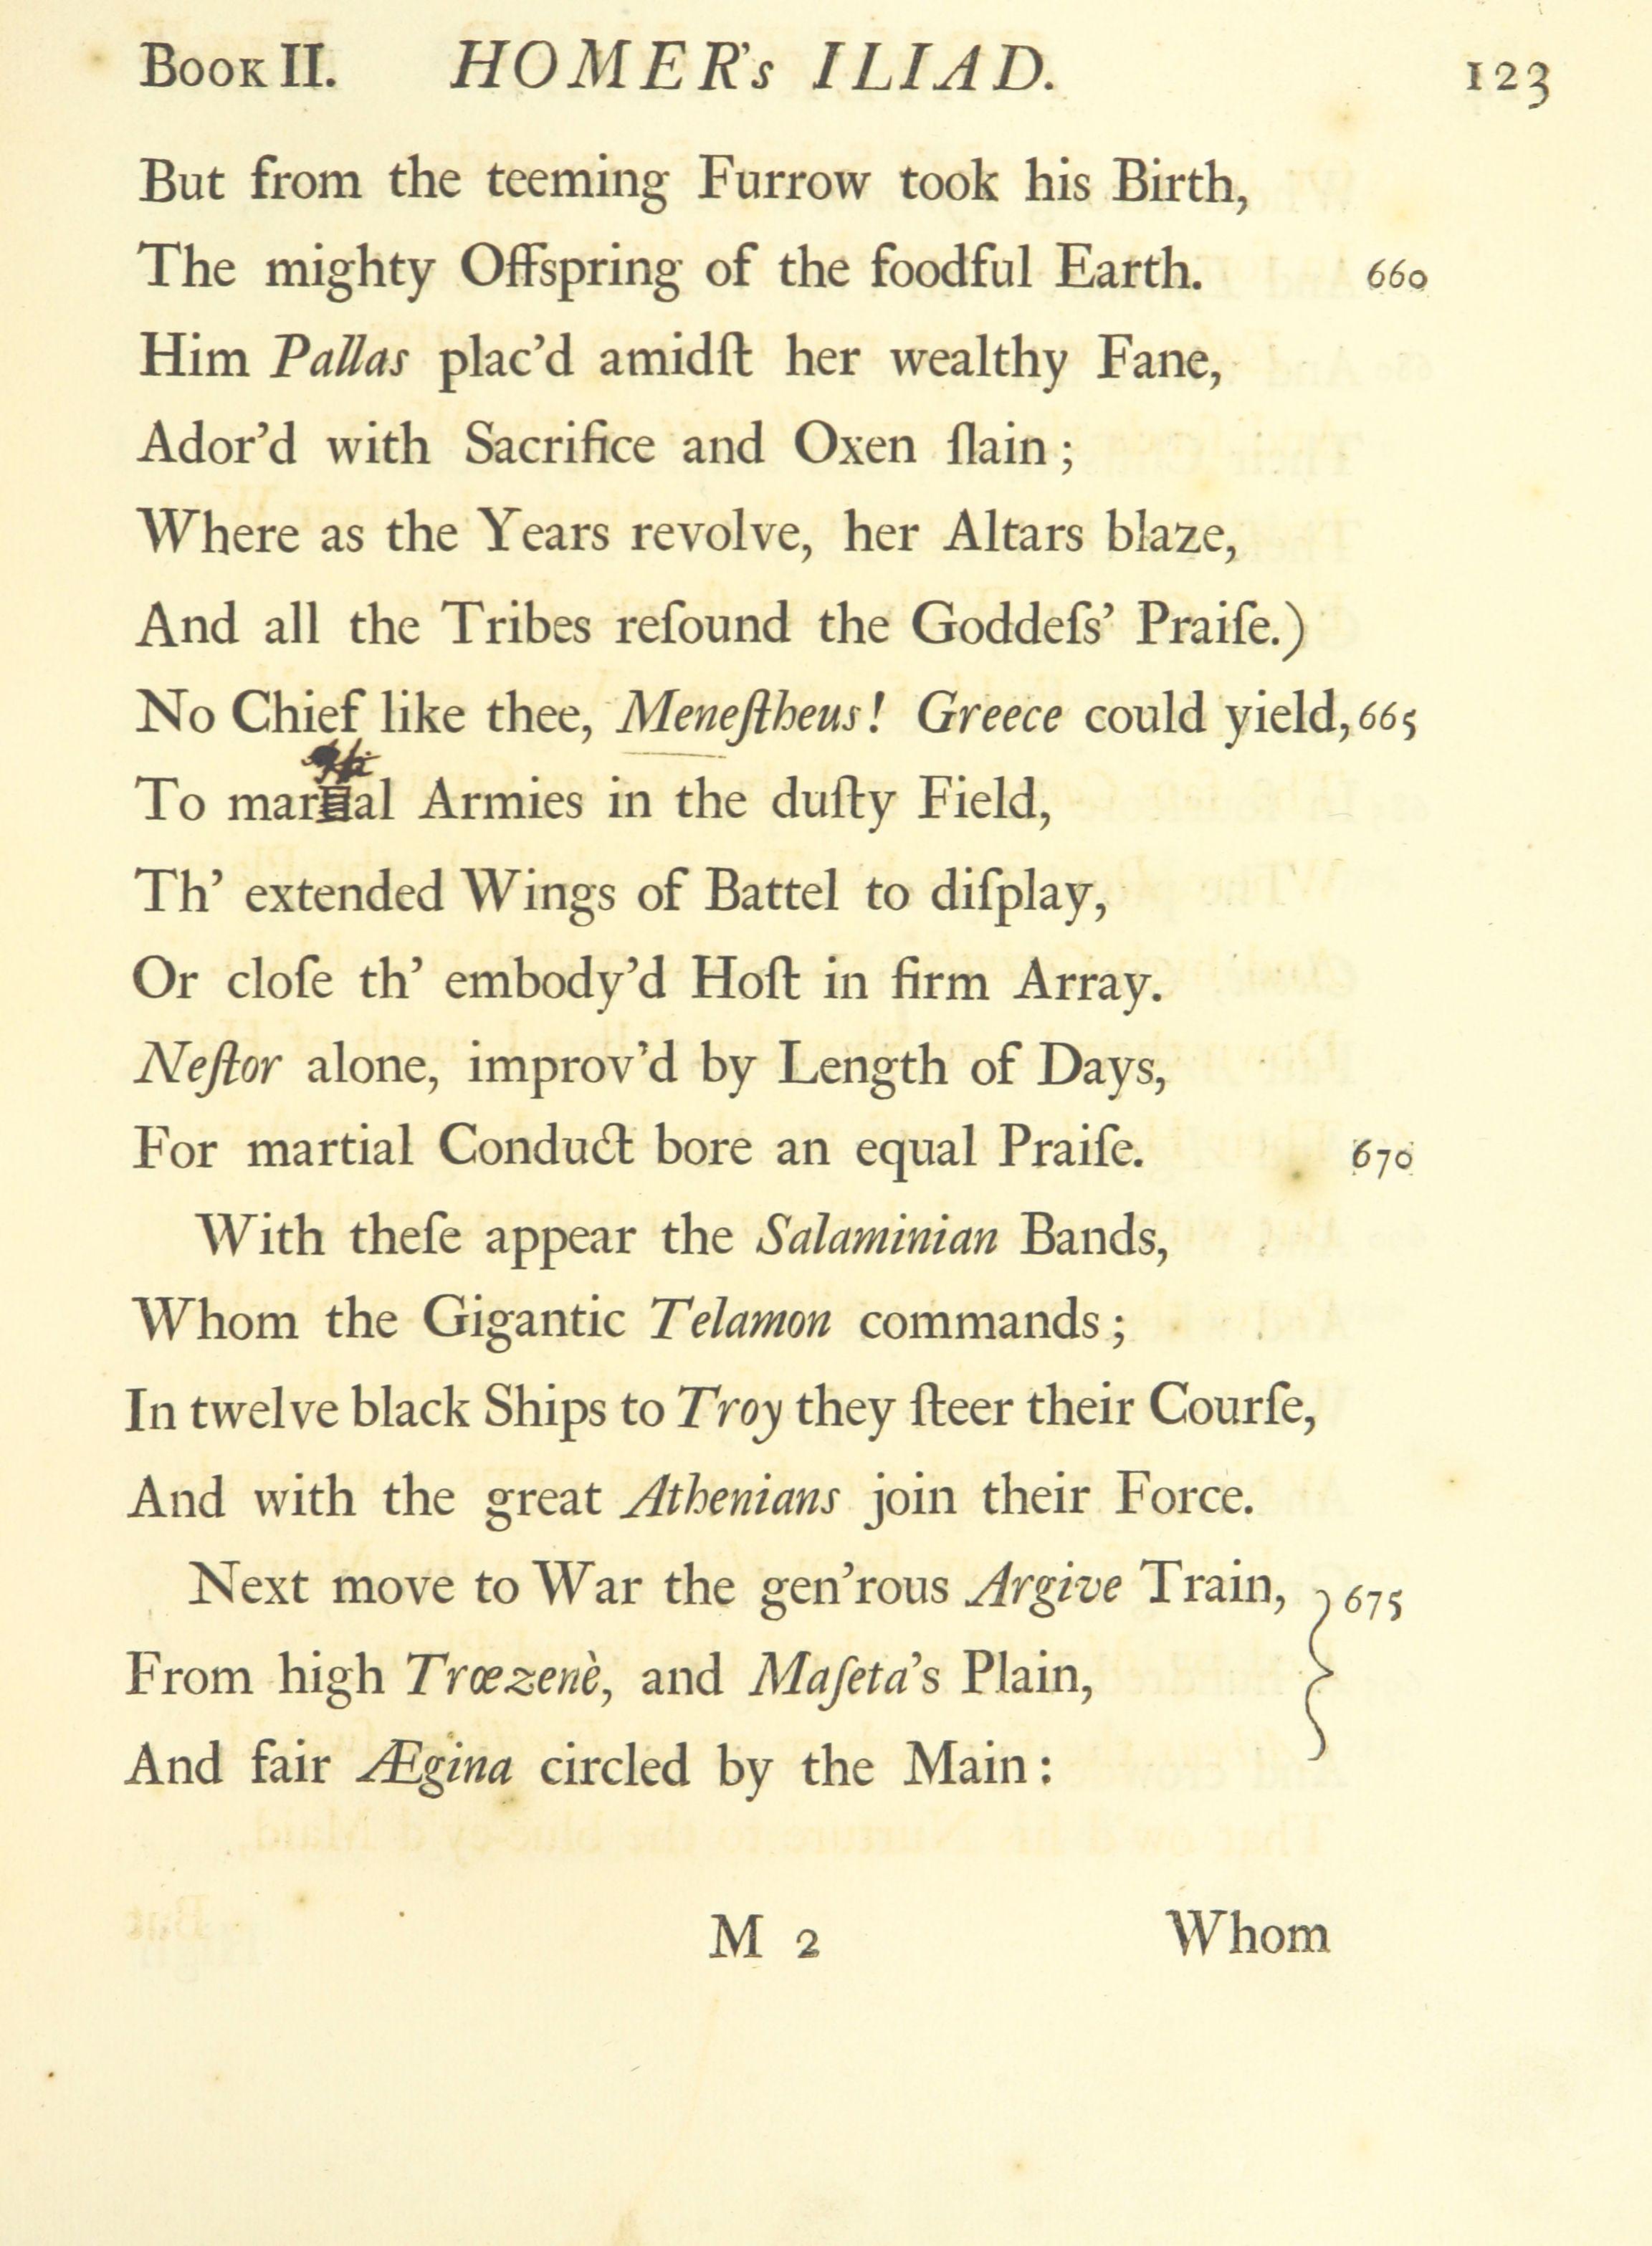 Book II. HOMER's ILIAD. 123
But from the teeming Furrow took his Birth,
The mighty Offspring of the foodful Earth. 660
Him Pallas plac'd amidſt her wealthy Fane,
Ador'd with Sacrifice and Oxen ſlain;
Where as the Years revolve, her Altars blaze,
And all the Tribes reſound the Goddeſs' Praiſe.)
No Chief like thee, Meneſtheus! Greece could yield, 665
To al Armies in the duſty Field,
Th' extended Wings of Battel to diſplay,
Or cloſe th' embody'd Hoſt in firm Array.
Neſtor alone, improv'd by Length of Days,
For martial Conduct bore an equal Praiſe. 670
With theſe appear the Salaminian Bands,
Whom the Gigantic Telamon commands;
In twelve black Ships to Troy they ſteer their Courſe,
And with the great Athenians join their Force.
Next move to War the gen'rous Argive Train, 675
From high Trœzenè, and Maſeta's Plain,
And fair Ægina circled by the Main:
M 2 Whom